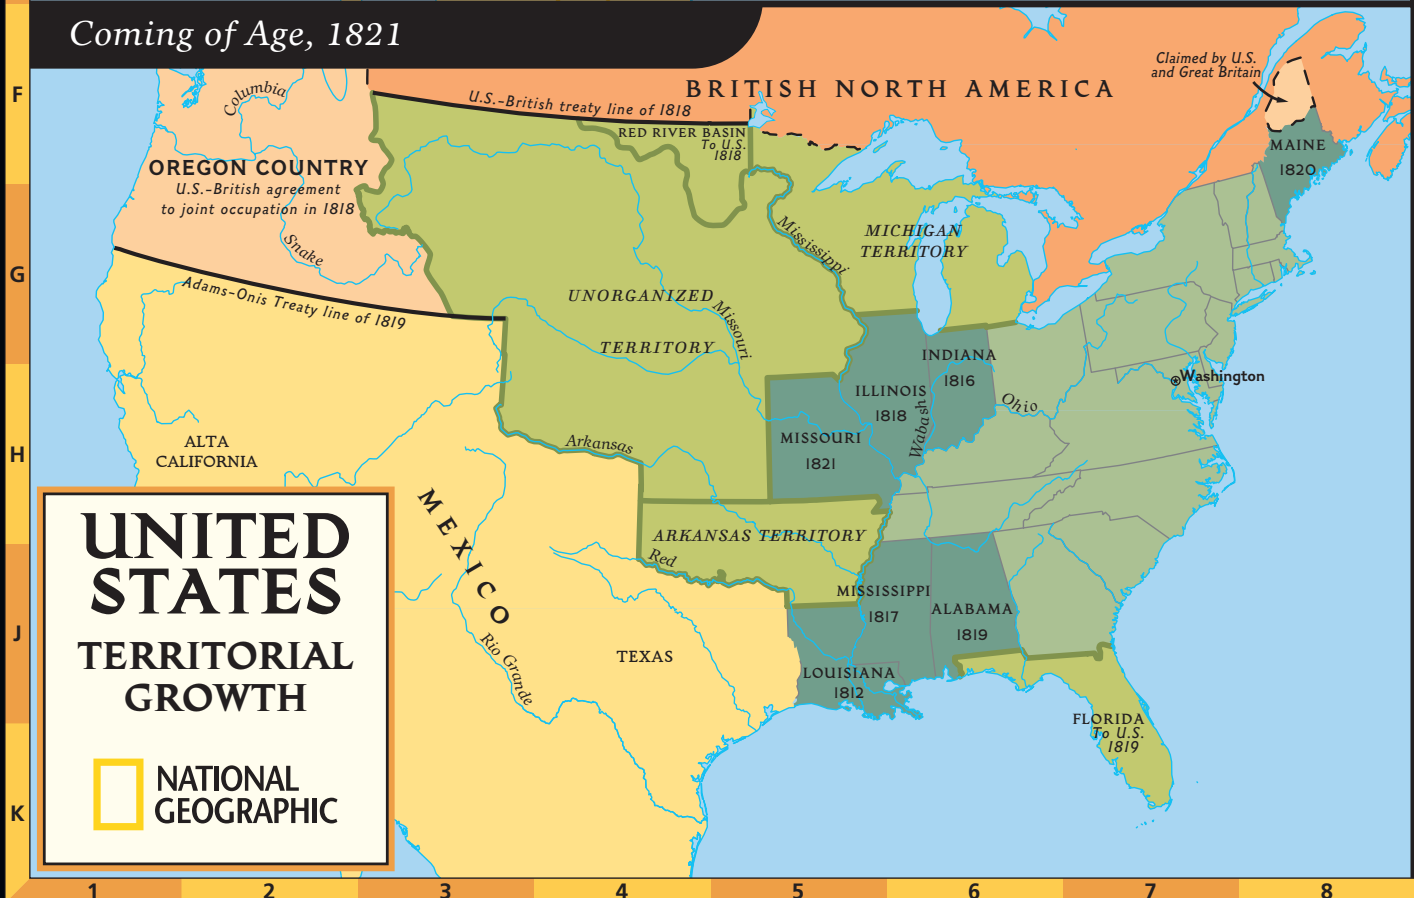 Coming of Age, 1821
F
G
H
J
K
1
2
3
4
5
6
7
8
BRITISH NORTH AMERICA
Claimed by U.S.
and Great Britain
U.S.-British treaty line of 1818
RED RIVER BASIN
To U.S.
1818
MAINE
1820
Columbia
OREGON COUNTRY
U.S.-British agreement
to joint occupation in 1818
Snake
Adams-Onis Treaty line of 1819
Mississippi
MICHIGAN
TERRITORY
UNORGANIZED
TERRITORY
Missouri
INDIANA
1816
ILLINOIS
1818
Wabash
Ohio
Washington
MISSOURI
1821
ALTA
CALIFORNIA
Arkansas
MEXICO
ARKANSAS TERRITORY
Red
MISSISSIPPI
1817
ALABAMA
1819
TEXAS
Rio Grande
LOUISIANA
1812
FLORIDA
To U.S.
1819
UNITED
STATES
TERRITORIAL
GROWTH
NATIONAL
GEOGRAPHIC